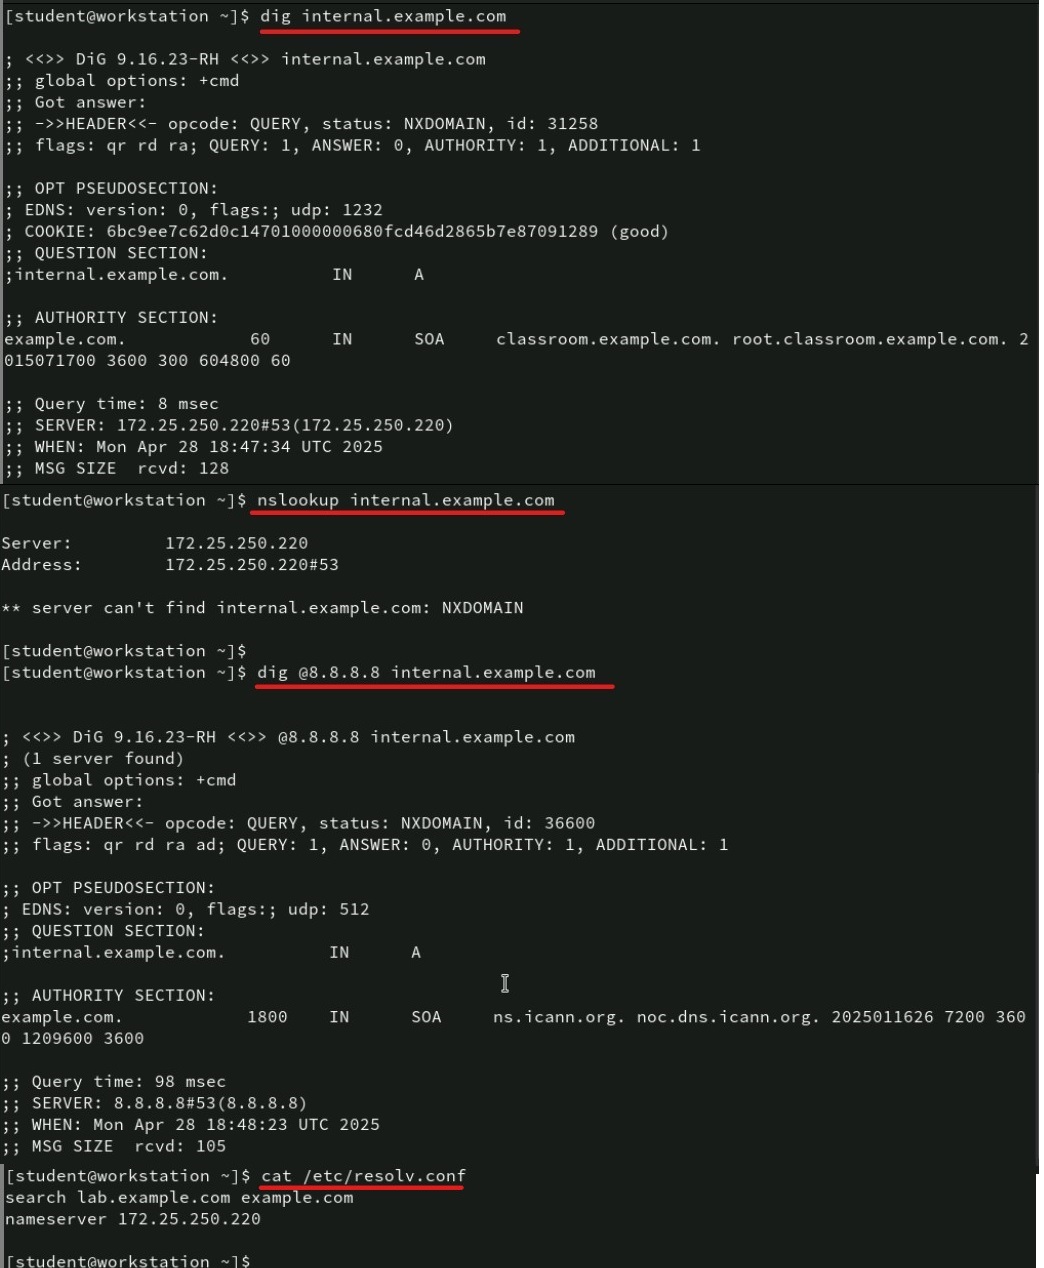 [student@workstation ~]$ dig internal.example.com
; <<>> DiG 9.16.23-RH <<>> internal.example.com
;; global options: +cmd
;; Got answer:
;; ->>HEADER<<- opcode: QUERY, status: NXDOMAIN, id: 31258
;; flags: qr rd ra; QUERY: 1, ANSWER: 0, AUTHORITY: 1, ADDITIONAL: 1
;; OPT PSEUDOSECTION:
; EDNS: version: 0, flags:; udp: 1232
; COOKIE: 6bc9ee7c62d0c14701000000680fcd46d2865b7e87091289 (good)
;; QUESTION SECTION:
;internal.example.com. IN A
;; AUTHORITY SECTION:
example.com. 60 IN SOA classroom.example.com. root.classroom.example.com. 2
015071700 3600 300 604800 60
;; Query time: 8 msec
;; SERVER: 172.25.250.220#53(172.25.250.220)
;; WHEN: Mon Apr 28 18:47:34 UTC 2025
;; MSG SIZE rcvd: 128
[student@workstation ~]$ nslookup internal.example.com
Server: 172.25.250.220
Address: 172.25.250.220#53
** server can't find internal.example.com: NXDOMAIN
[student@workstation ~]$
[student@workstation ~]$ dig @8.8.8.8 internal.example.com
; <<>> DiG 9.16.23-RH <<>> @8.8.8.8 internal.example.com
; (1 server found)
;; global options: +cmd
;; Got answer:
;; ->>HEADER<<- opcode: QUERY, status: NXDOMAIN, id: 36600
;; flags: qr rd ra ad; QUERY: 1, ANSWER: 0, AUTHORITY: 1, ADDITIONAL: 1
;; OPT PSEUDOSECTION:
; EDNS: version: 0, flags:; udp: 512
;; QUESTION SECTION:
;internal.example.com. IN A
;; AUTHORITY SECTION:
example.com. 1800 IN SOA ns.icann.org. noc.dns.icann.org. 2025011626 7200 360
0 1209600 3600
;; Query time: 98 msec
;; SERVER: 8.8.8.8#53(8.8.8.8)
;; WHEN: Mon Apr 28 18:48:23 UTC 2025
;; MSG SIZE rcvd: 105
[student@workstation ~]$ cat /etc/resolv.conf
search lab.example.com example.com
nameserver 172.25.250.220
[student@workstation ~]$